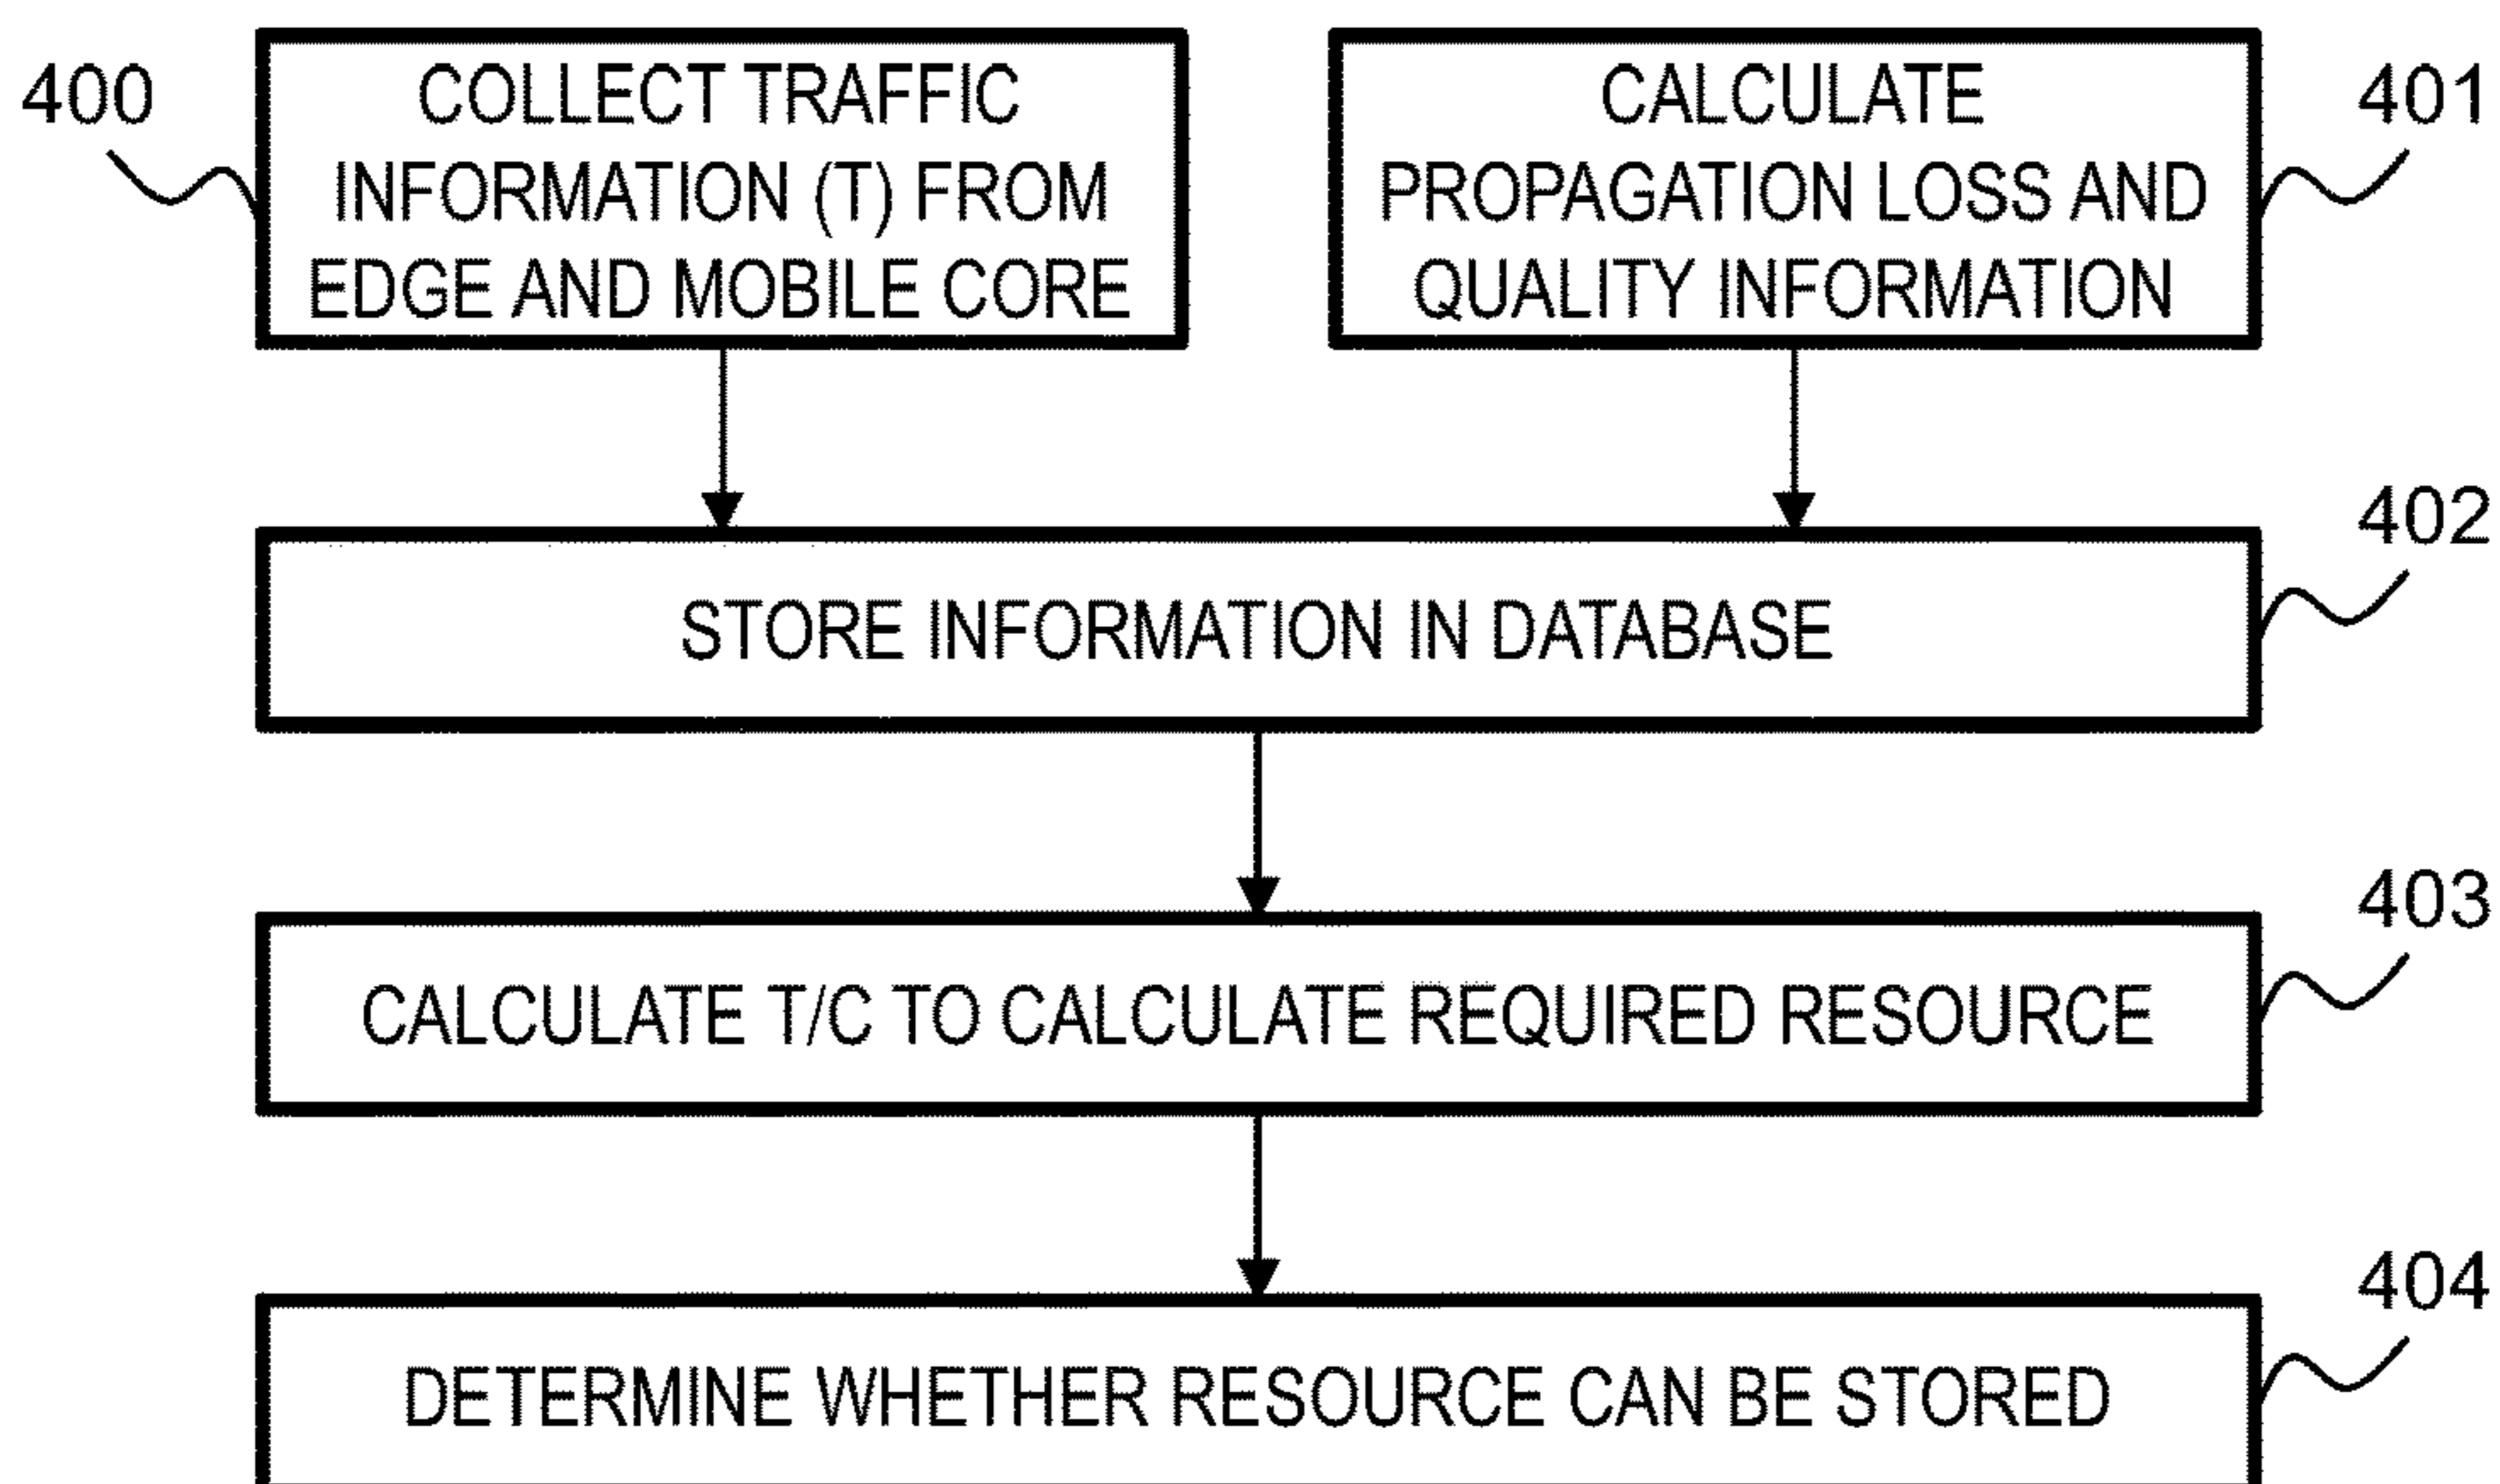 400
COLLECT TRAFFIC
INFORMATION (T) FROM
EDGE AND MOBILE CORE
CALCULATE
PROPAGATION LOSS AND
QUALITY INFORMATION
401
402
STORE INFORMATION IN DATABASE
403
CALCULATE T/C TO CALCULATE REQUIRED RESOURCE
404
DETERMINE WHETHER RESOURCE CAN BE STORED